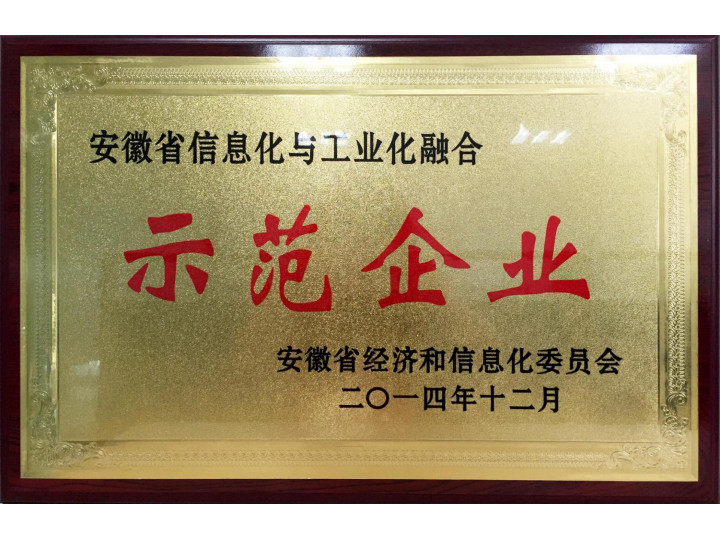 安徽省信息化与工业化融合
示范企业
安徽省经济和信息化委员会
二〇一四年十二月